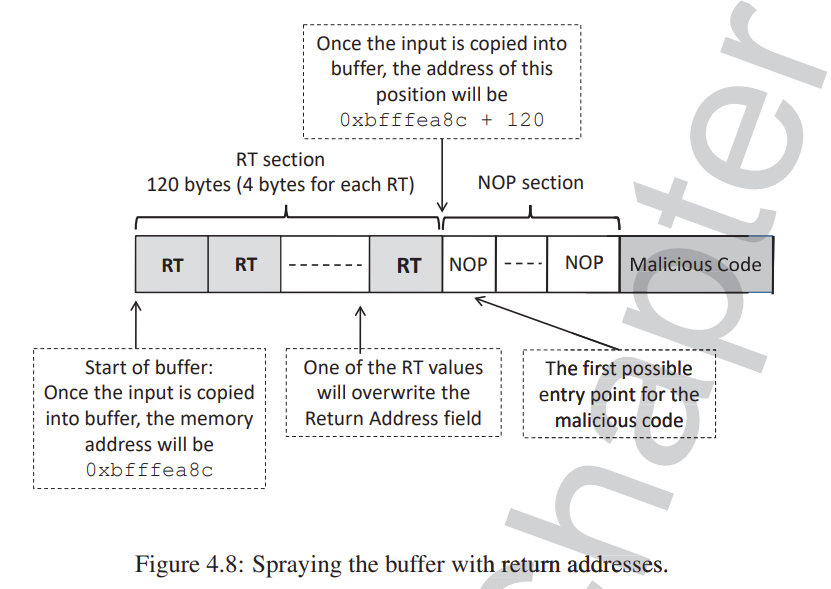 Once the input is copied into
buffer, the address of this
position will be
0xbfffea8c + 120
RT section
120 bytes (4 bytes for each RT)
NOP section
RT
RT
RT
NOP
NOP
Malicious Code
Start of buffer:
Once the input is copied
into buffer, the memory
address will be
0xbfffea8c
One of the RT values
will overwrite the
Return Address field
The first possible
entry point for the
malicious code
Figure 4.8: Spraying the buffer with return addresses.
Chapter